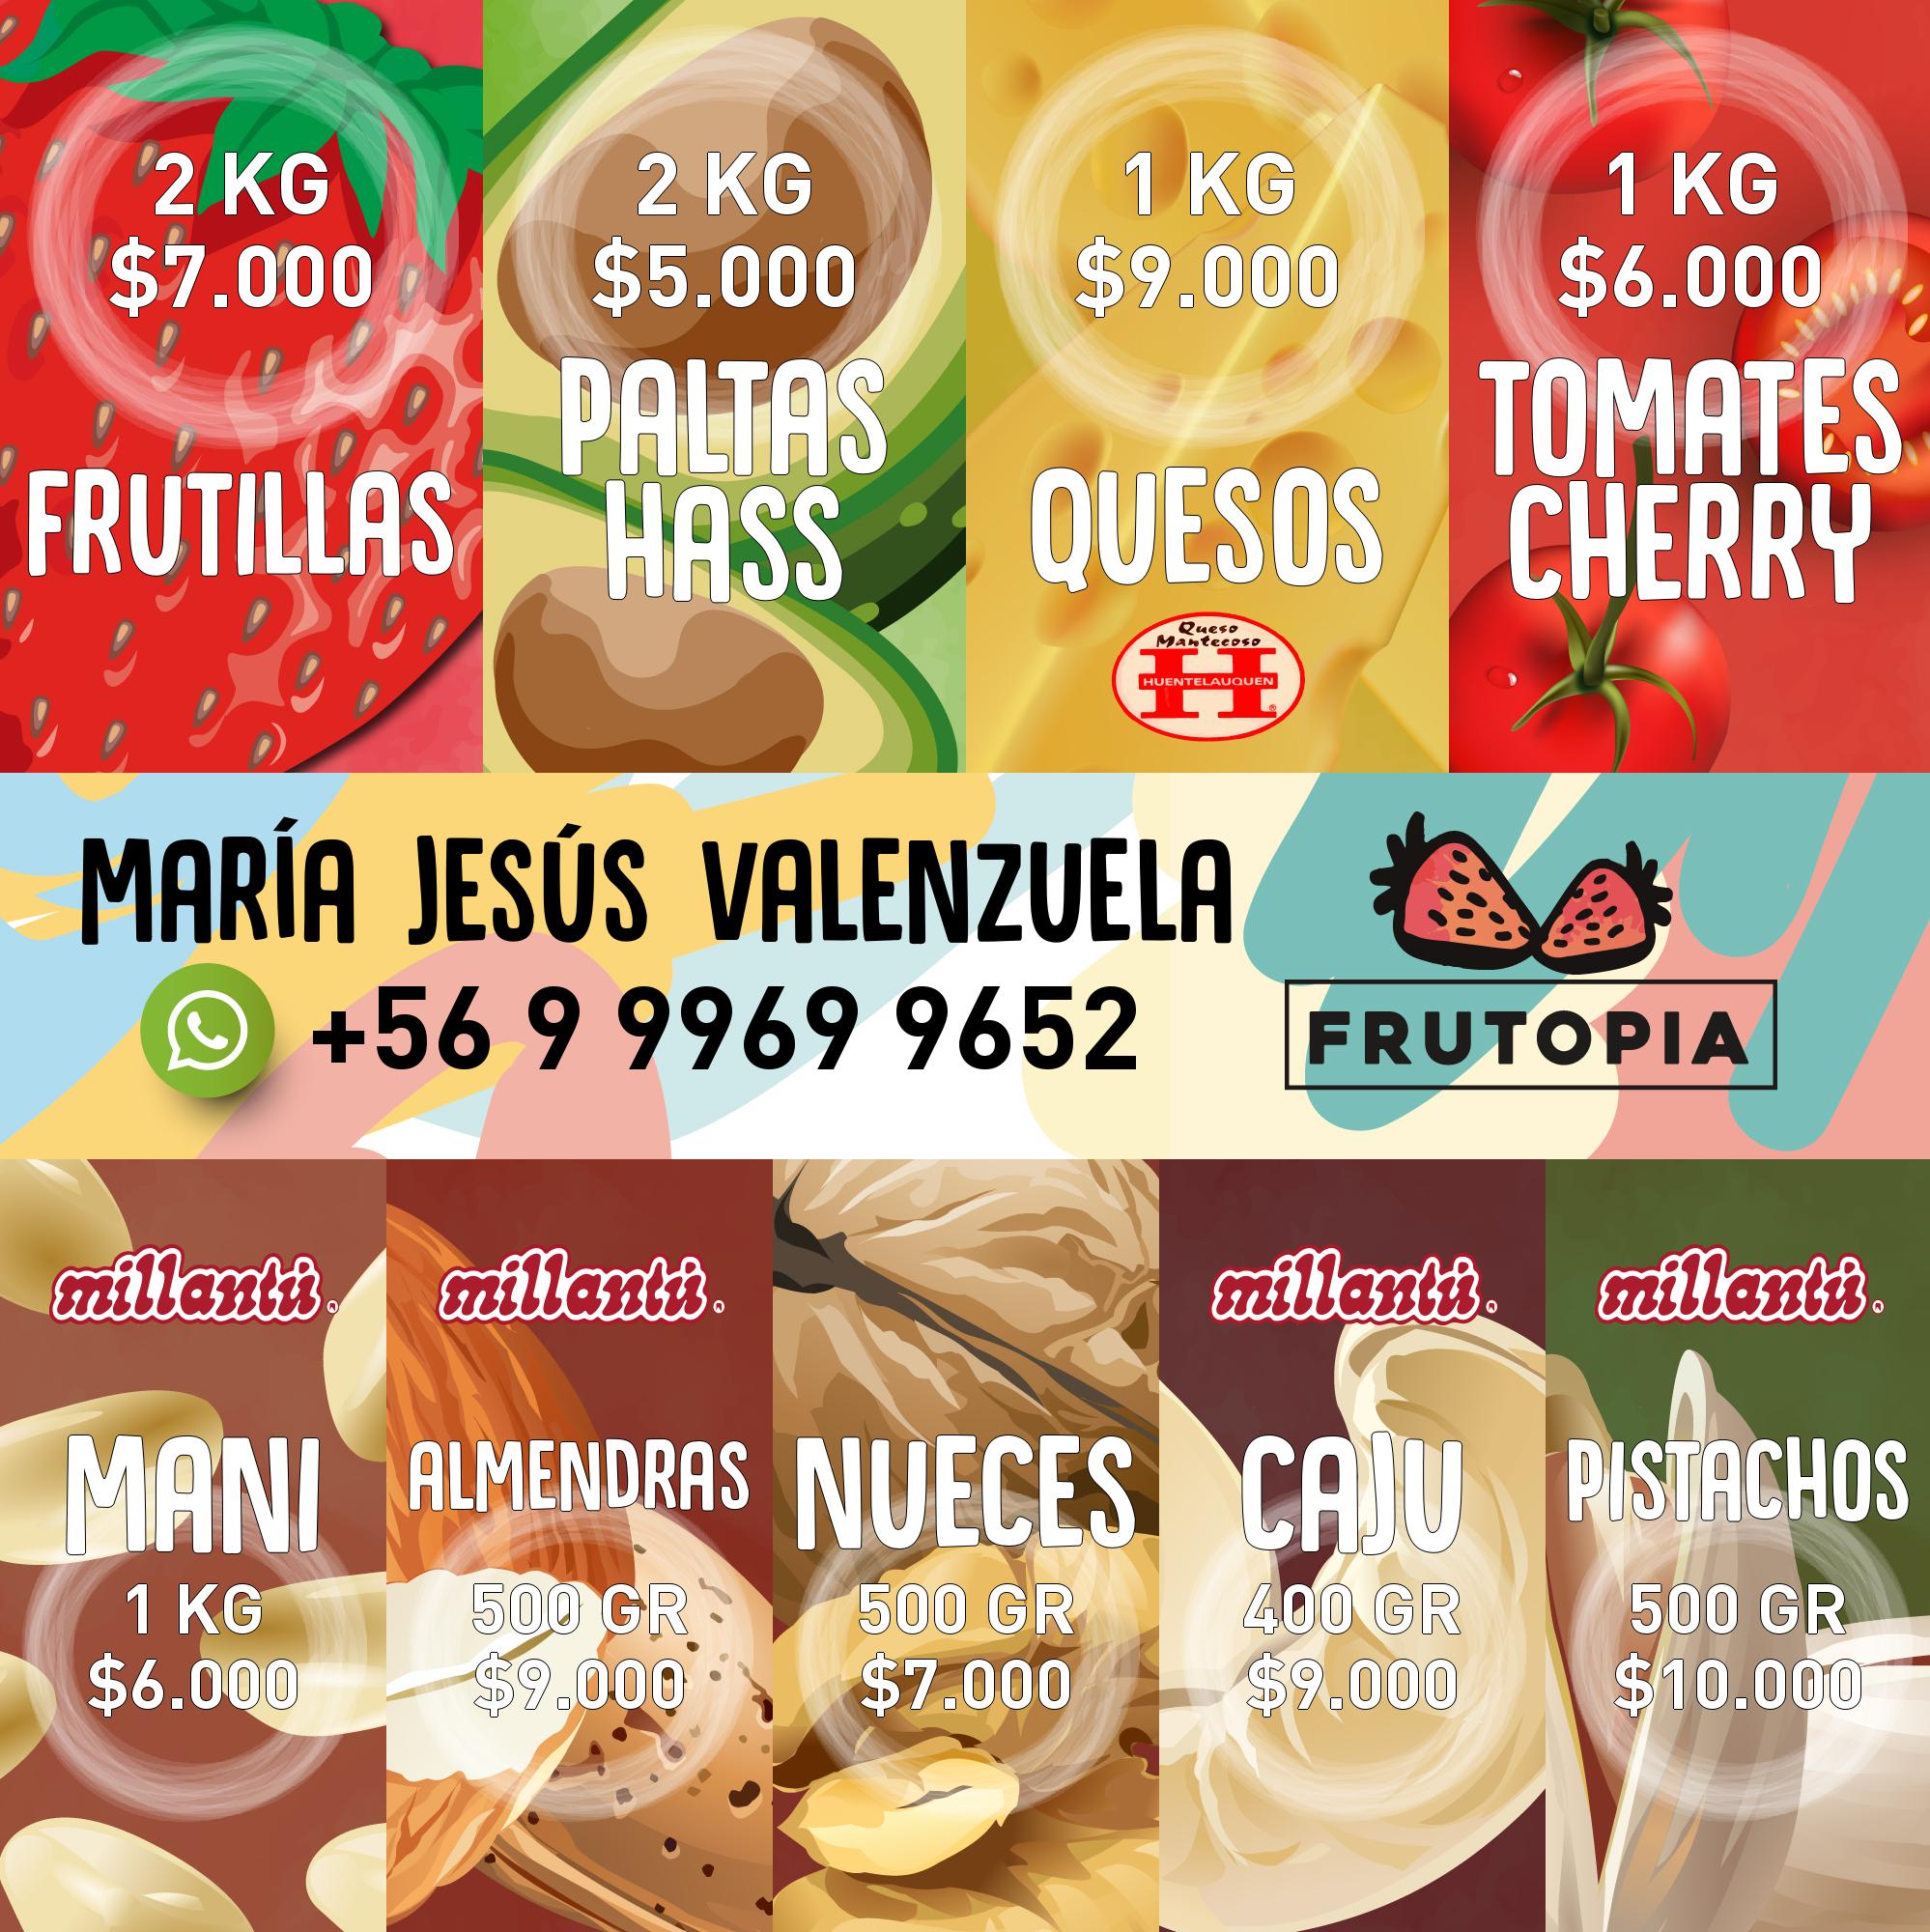 2 KG
$7.000
FRUTILLAS
2 KG
$5.000
PALTAS
HASS
1 KG
$9.000
QUESOS
Queso
Mantecoso
H
HUENTELAUQUEN
®
1 KG
$6.000
TOMATES
CHERRY
MARÍA JESÚS VALENZUELA
+56 9 9969 9652
FRUTOPIA
millantú®
MANI
1 KG
$6.000
millantú®
ALMENDRAS
500 GR
$9.000
NUECES
500 GR
$7.000
millantú®
CAJU
400 GR
$9.000
millantú®
PISTACHOS
500 GR
$10.000